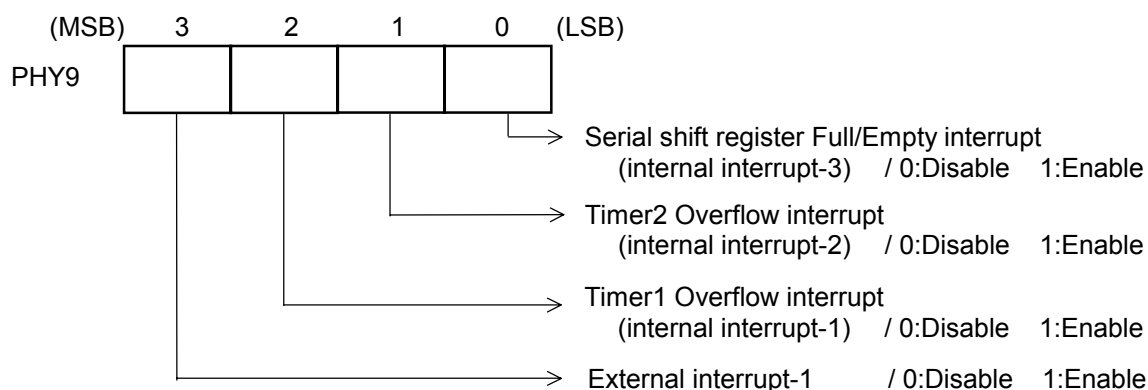 (MSB) 3 2 1 0 (LSB)
PHY9
Serial shift register Full/Empty interrupt
(internal interrupt-3) / 0:Disable 1:Enable
Timer2 Overflow interrupt
(internal interrupt-2) / 0:Disable 1:Enable
Timer1 Overflow interrupt
(internal interrupt-1) / 0:Disable 1:Enable
External interrupt-1 / 0:Disable 1:Enable